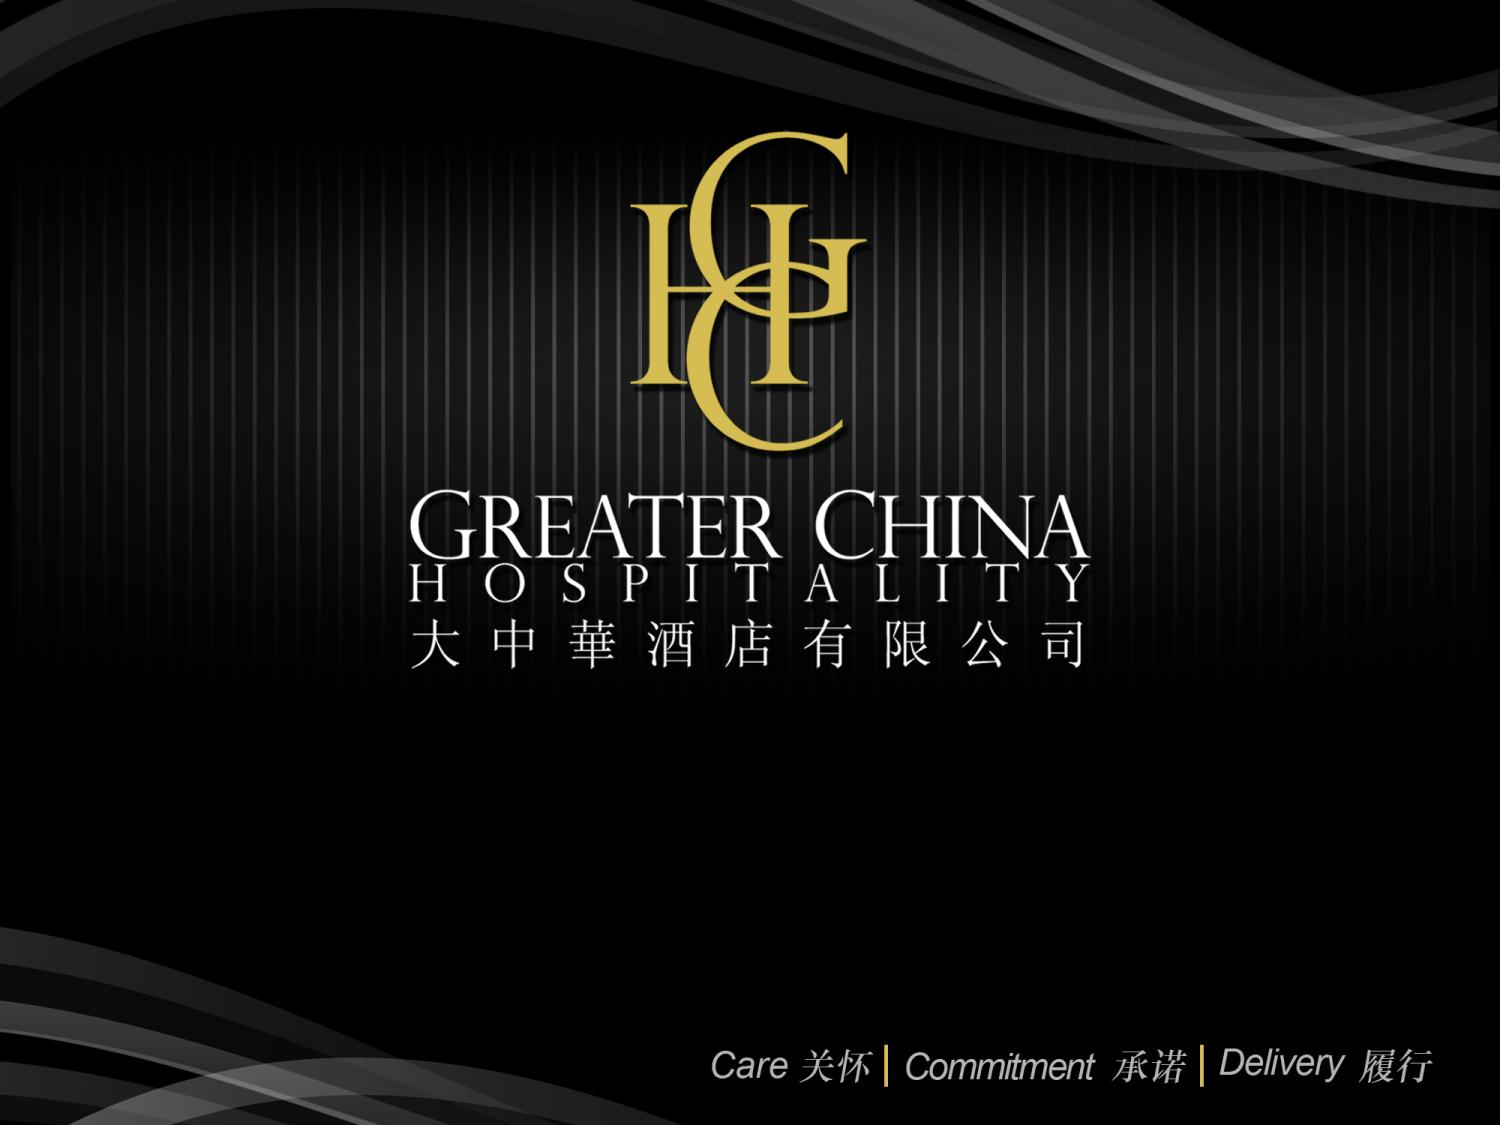 GREATER CHINA
HOSPITALITY
大中華酒店有限公司
Care 关怀 | Commitment 承诺 | Delivery 履行